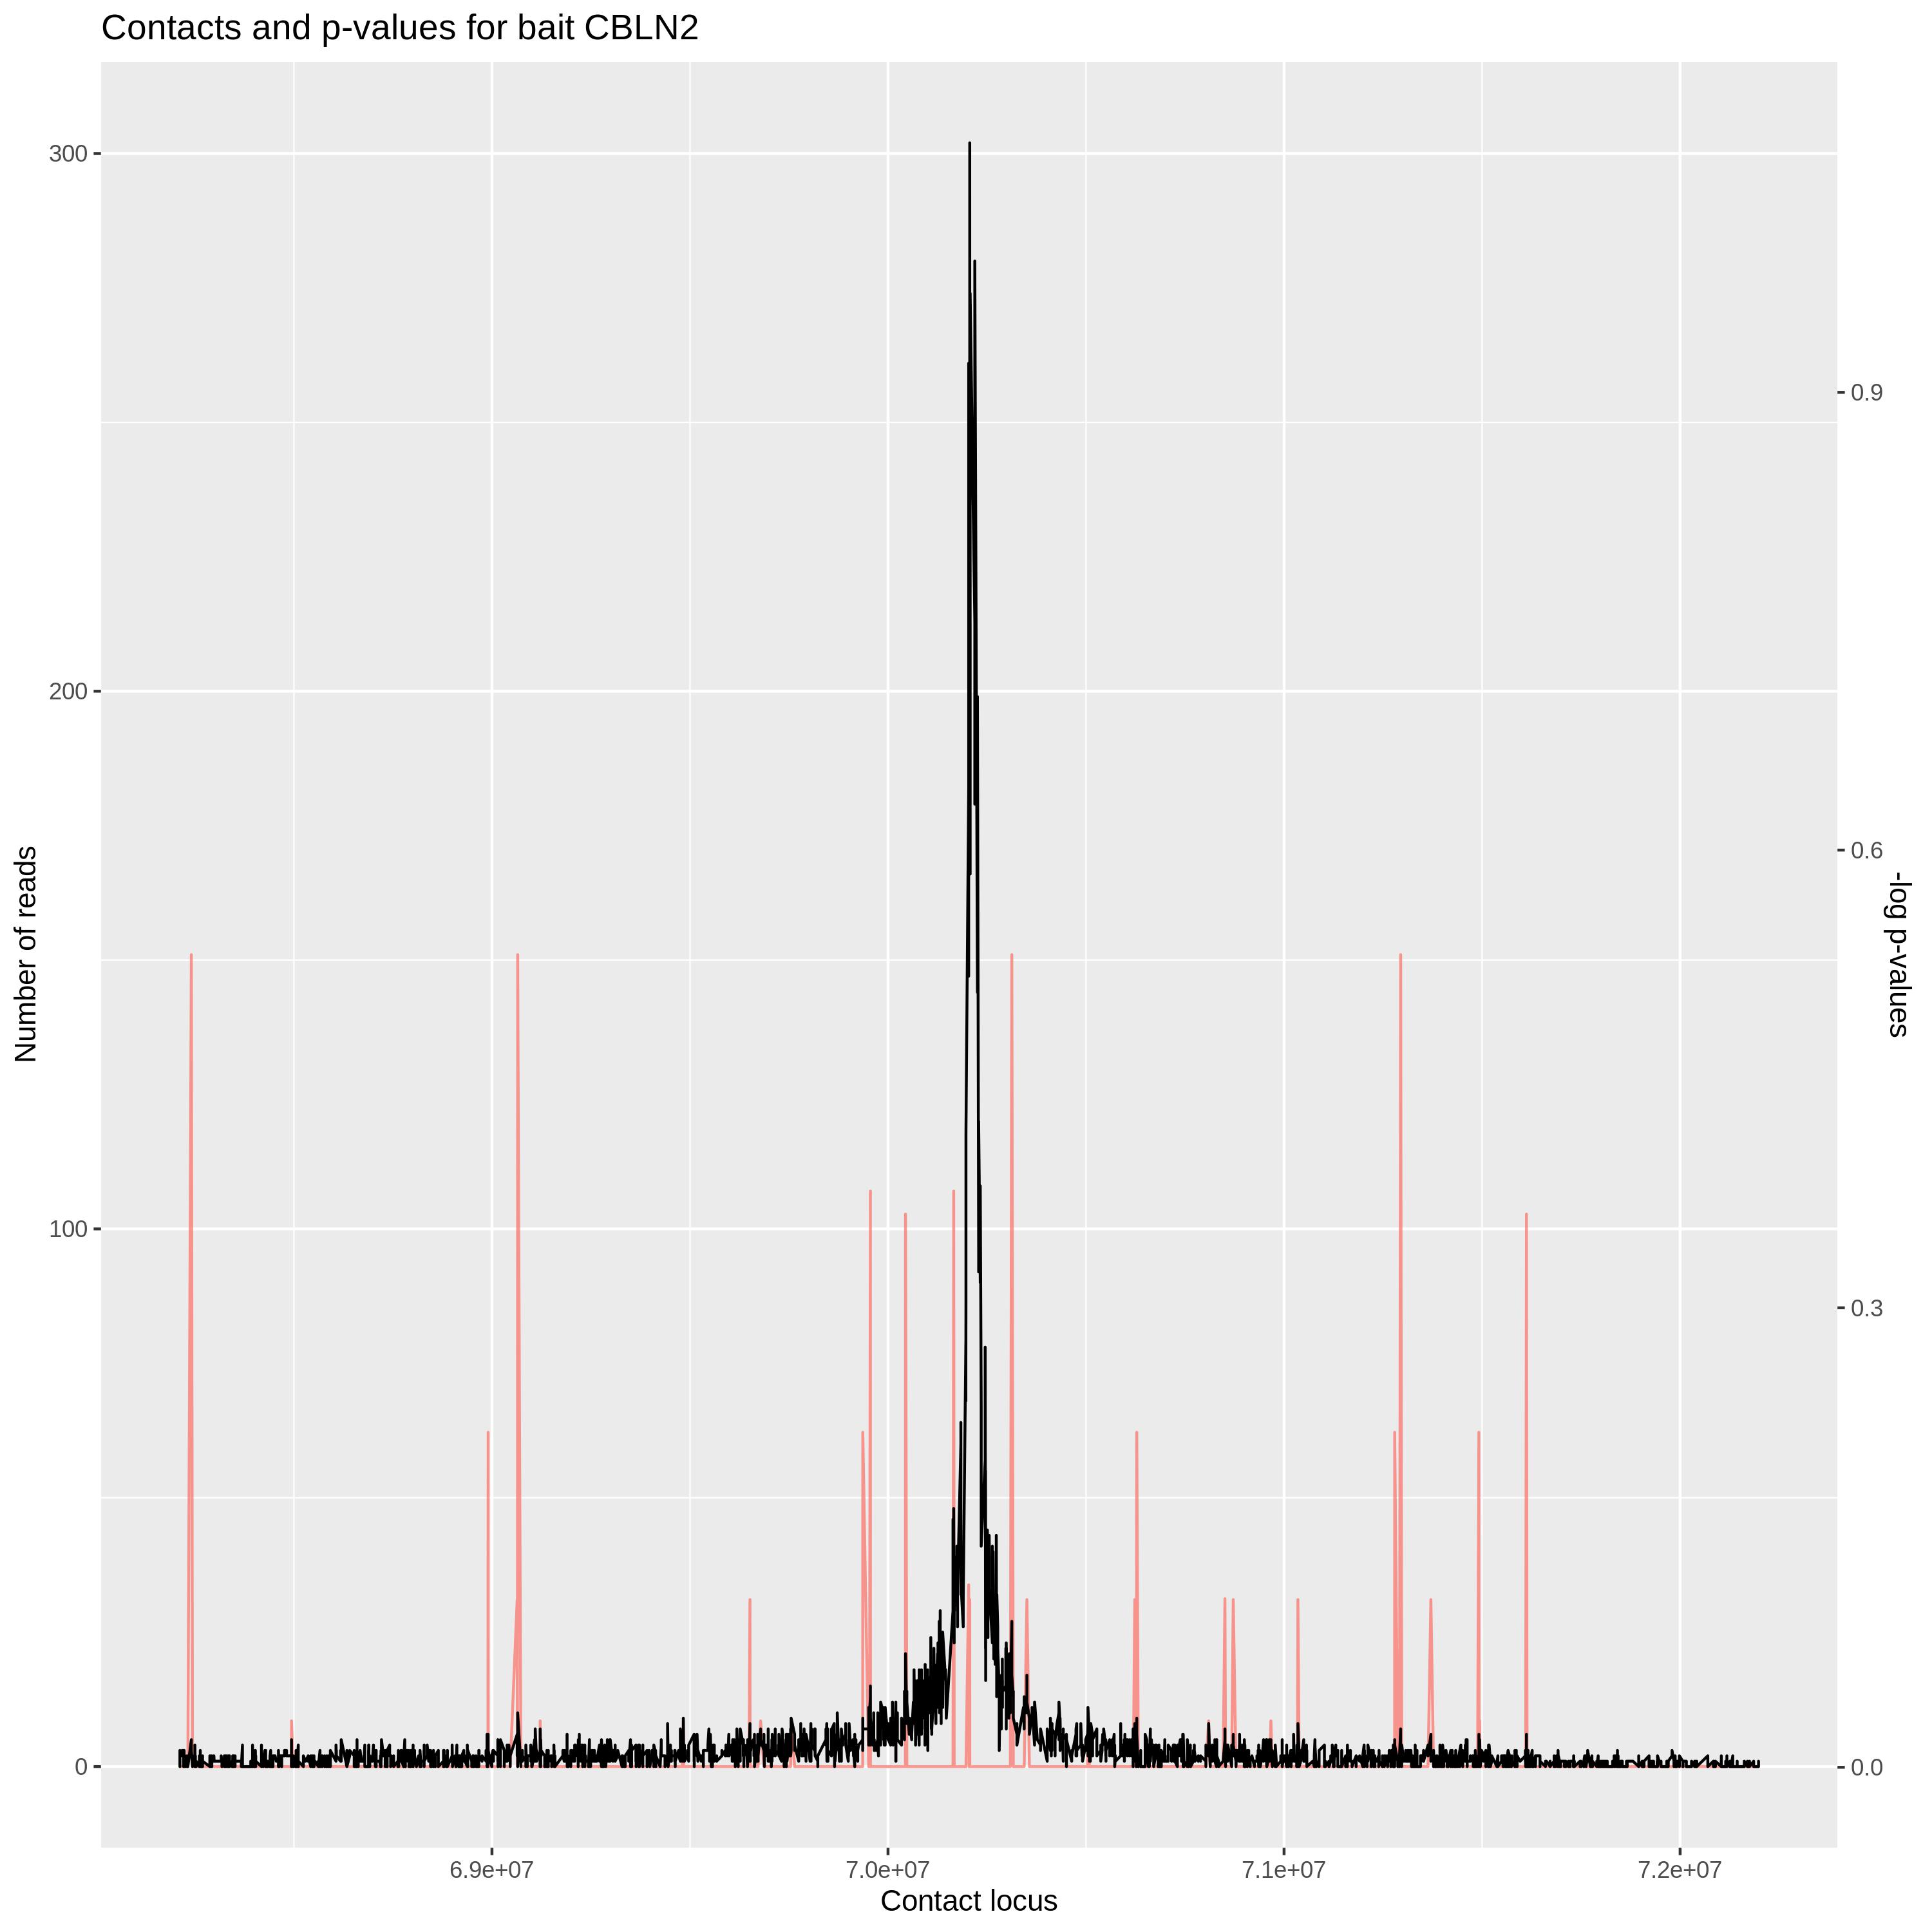 Contacts and p-values for bait CBLN2
300
200
100
0
Number of reads
0.9
0.6
0.3
0.0
-log p-values
6.9e+07
7.0e+07
7.1e+07
7.2e+07
Contact locus